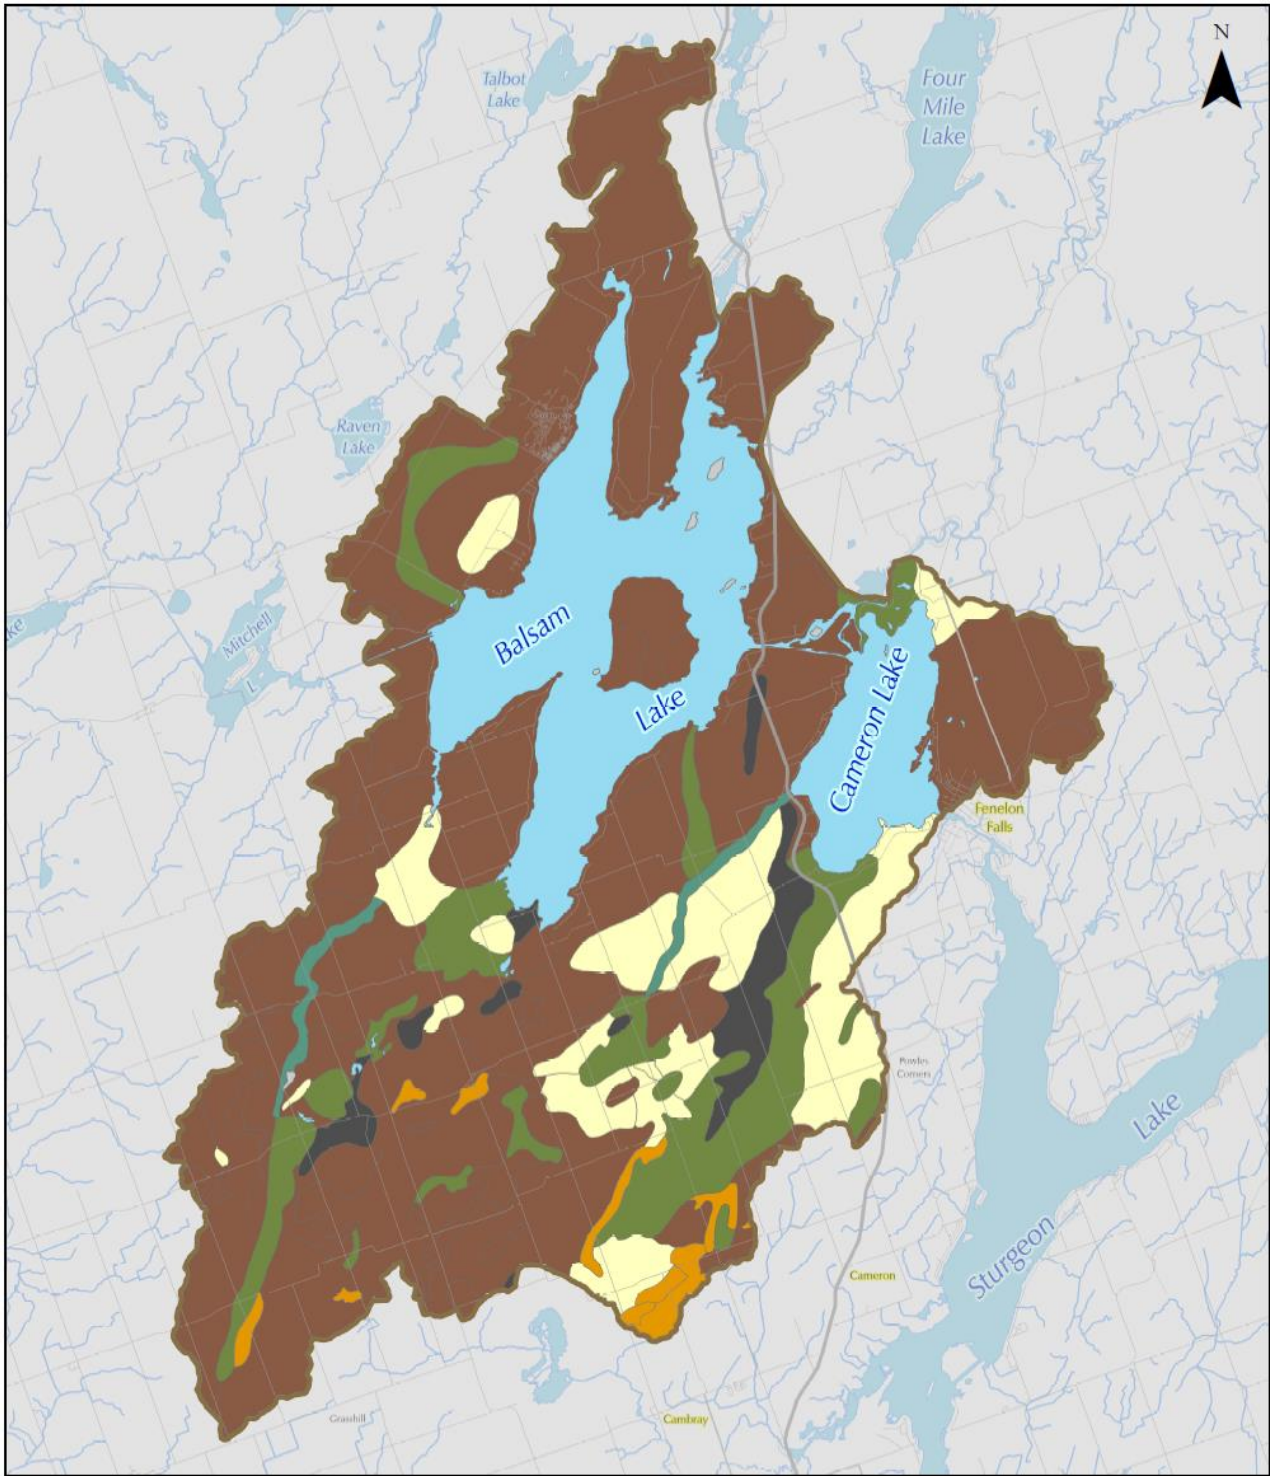 N
Talbot
Lake
Four
Mile
Lake
Raven
Lake
ke
Mitchell
L
Balsam
Lake
Cameron Lake
Fenelon
Falls
Powles
Corners
Lake
Sturgeon
Cameron
Grasshill
Cambray